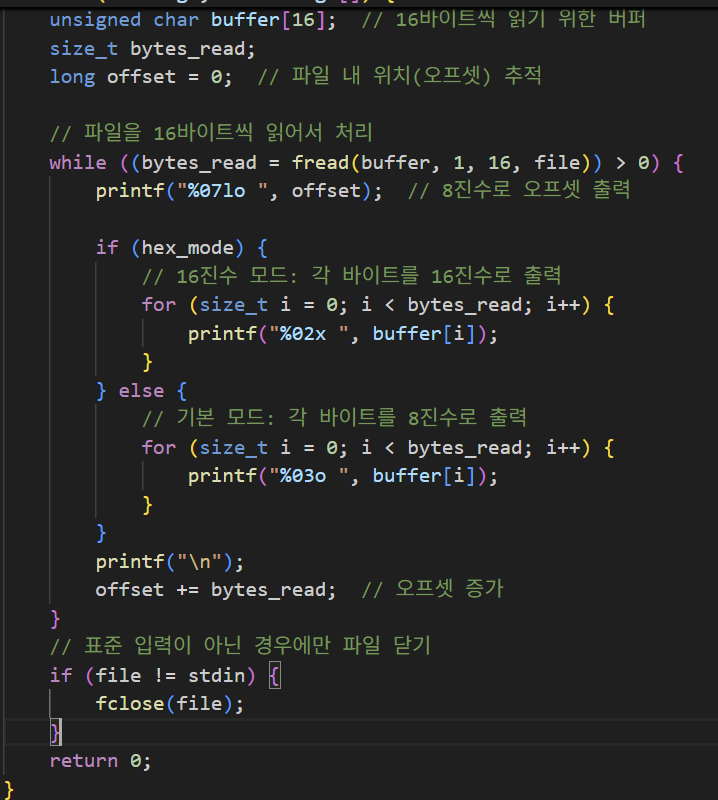 unsigned char buffer[16];  // 16바이트씩 읽기 위한 버퍼
    size_t bytes_read;
    long offset = 0;  // 파일 내 위치(오프셋) 추적

    // 파일을 16바이트씩 읽어서 처리
    while ((bytes_read = fread(buffer, 1, 16, file)) > 0) {
        printf("%07lo ", offset);  // 8진수로 오프셋 출력

        if (hex_mode) {
            // 16진수 모드: 각 바이트를 16진수로 출력
            for (size_t i = 0; i < bytes_read; i++) {
                printf("%02x ", buffer[i]);
            }
        } else {
            // 기본 모드: 각 바이트를 8진수로 출력
            for (size_t i = 0; i < bytes_read; i++) {
                printf("%03o ", buffer[i]);
            }
        }
        printf("\n");
        offset += bytes_read;  // 오프셋 증가
    }
    // 표준 입력이 아닌 경우에만 파일 닫기
    if (file != stdin) {
        fclose(file);
    }
    return 0;
}